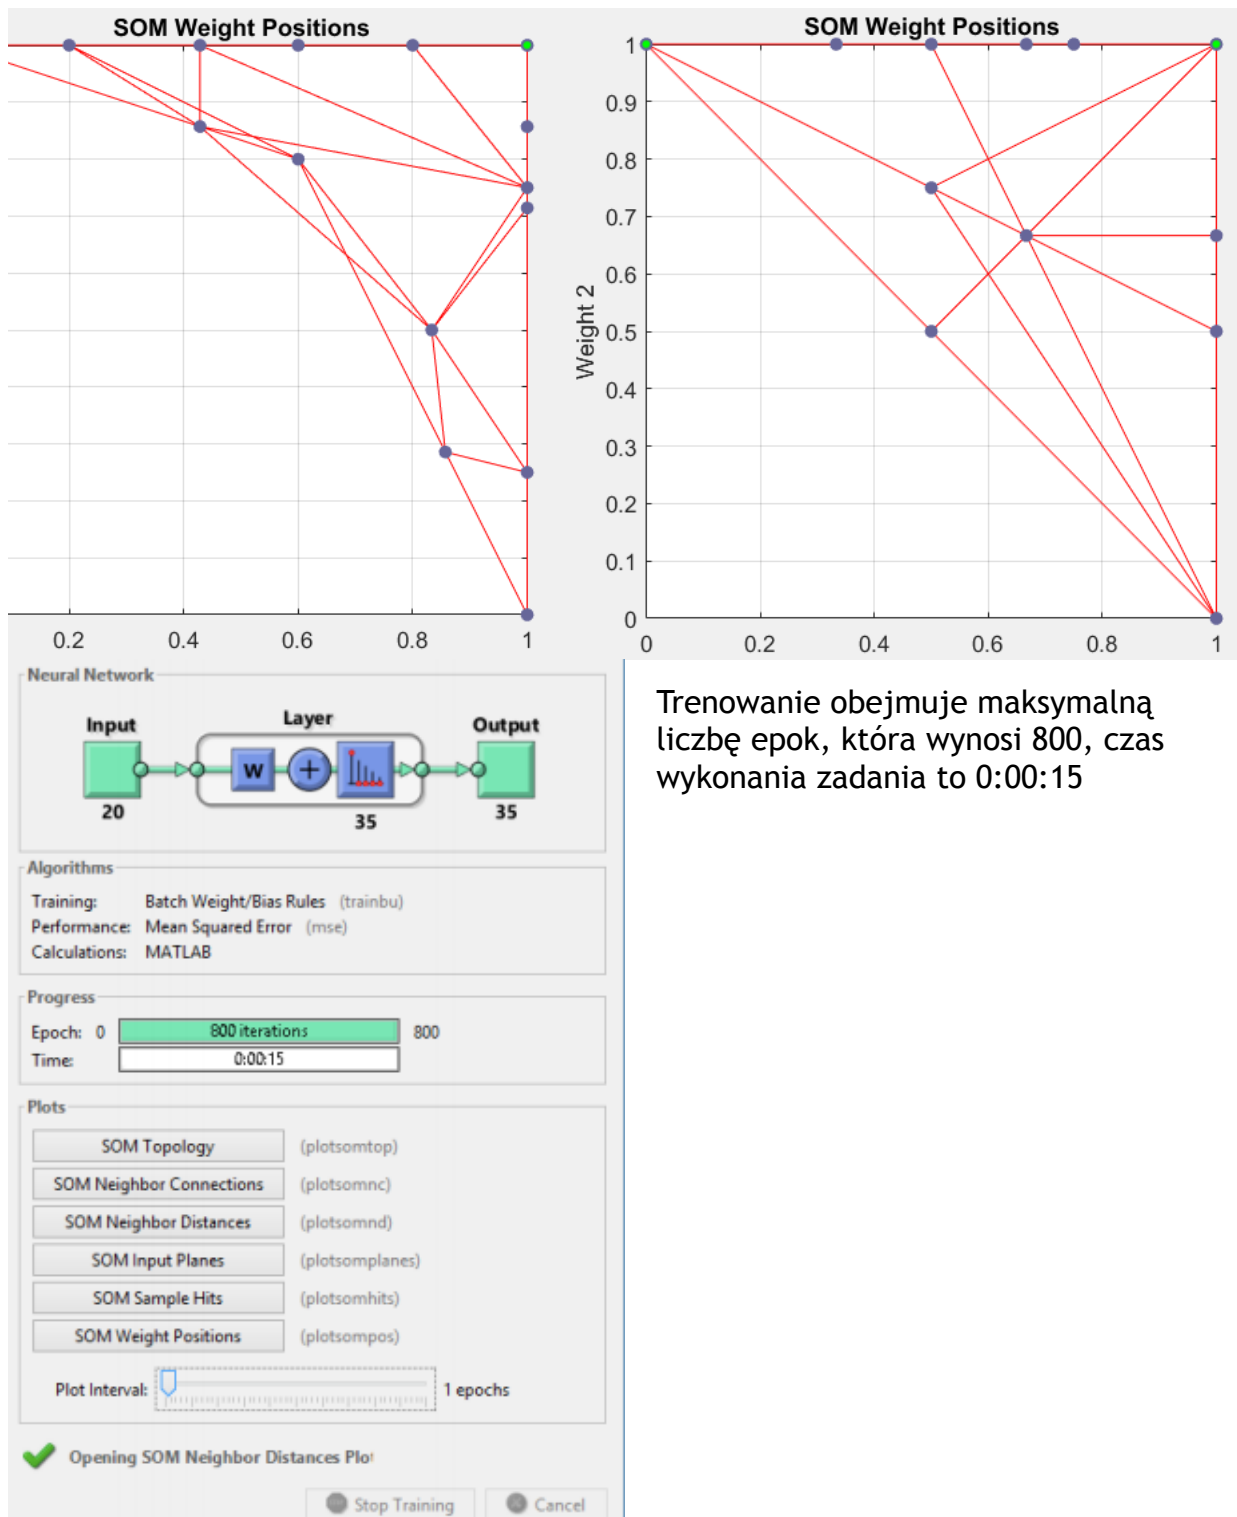 SOM Weight Positions
0.2 0.4 0.6 0.8 1
SOM Weight Positions
1
0.9
0.8
0.7
0.6
0.5
0.4
0.3
0.2
0.1
0
Weight 2
0 0.2 0.4 0.6 0.8 1
Neural Network
Input Layer Output
W +
20 35 35
Algorithms
Training: Batch Weight/Bias Rules (trainbu)
Performance: Mean Squared Error (mse)
Calculations: MATLAB
Progress
Epoch: 0 800 iterations 800
Time: 0:00:15
Plots
SOM Topology (plotsomtop)
SOM Neighbor Connections (plotsomnc)
SOM Neighbor Distances (plotsomnd)
SOM Input Planes (plotsomplanes)
SOM Sample Hits (plotsomhits)
SOM Weight Positions (plotsompos)
Plot Interval: 1 epochs
Opening SOM Neighbor Distances Plot
Stop Training Cancel
Trenowanie obejmuje maksymalną
liczbę epok, która wynosi 800, czas
wykonania zadania to 0:00:15